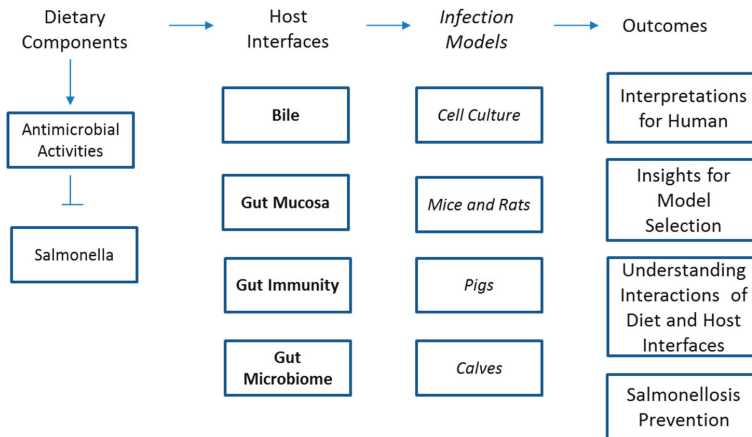 Dietary
Components
Antimicrobial
Activities
Salmonella
Host
Interfaces
Bile
Gut Mucosa
Gut Immunity
Gut
Microbiome
Infection
Models
Cell Culture
Mice and Rats
Pigs
Calves
Outcomes
Interpretations
for Human
Insights for
Model
Selection
Understanding
Interactions of
Diet and Host
Interfaces
Salmonellosis
Prevention